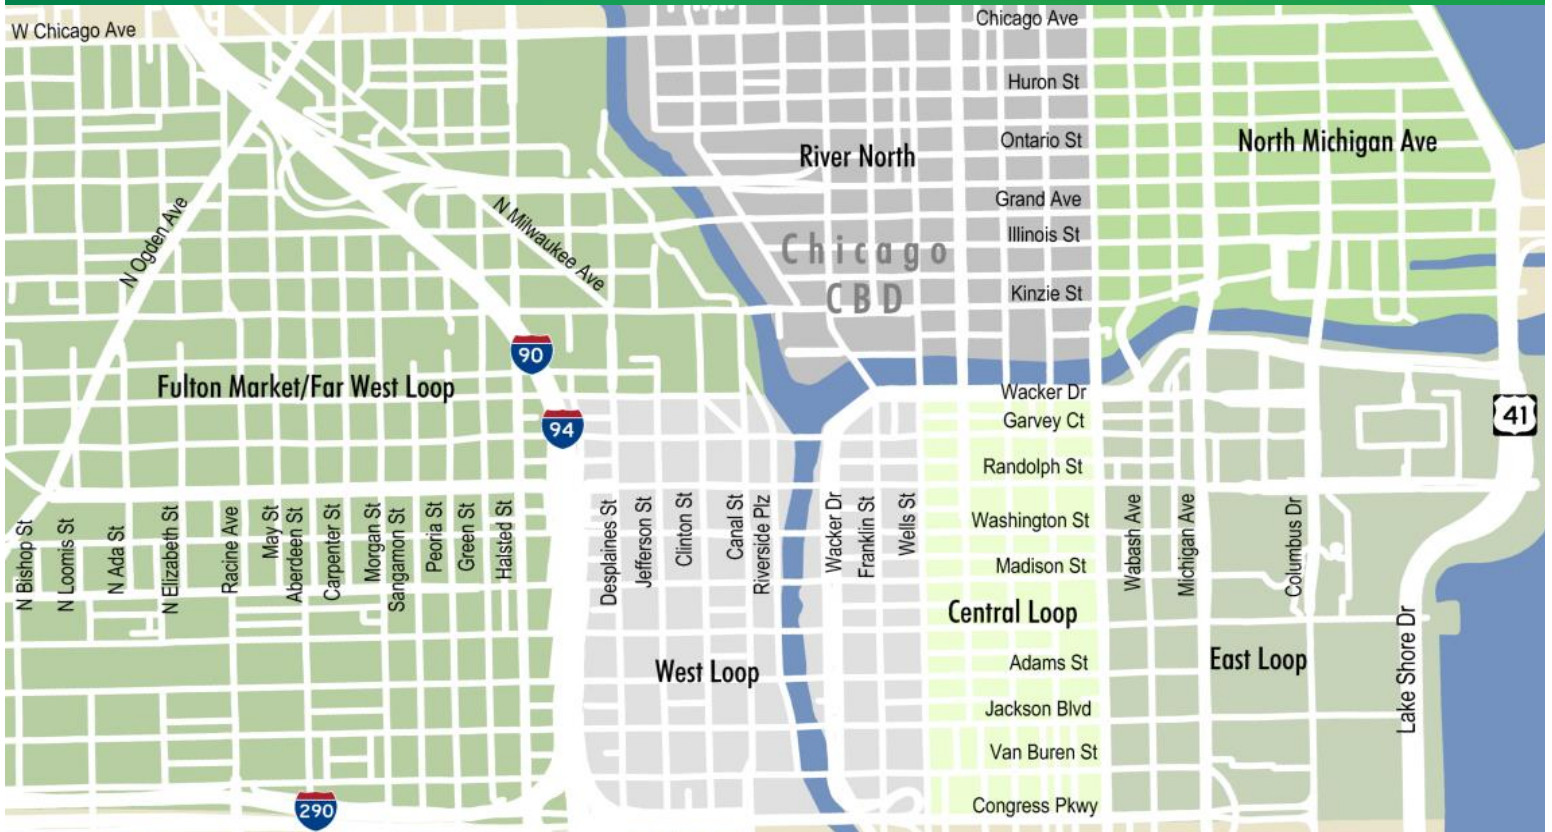 Chicago Ave
W Chicago Ave
Huron St
Ontario St
North Michigan Ave
River North
Grand Ave
N Ogden Ave
N Milwaukee Ave
Illinois St
Chicago
CBD
Kinzie St
90
Fulton Market/Far West Loop
Wacker Dr
41
94
Garvey Ct
Randolph St
N Bishop St
N Loomis St
N Ada St
N Elizabeth St
Racine Ave
May St
Aberdeen St
Carpenter St
Morgan St
Sangamon St
Peoria St
Green St
Halsted St
Desplaines St
Jefferson St
Clinton St
Canal St
Riverside Plz
Wacker Dr
Franklin St
Wells St
Washington St
Wabash Ave
Michigan Ave
Columbus Dr
Madison St
Central Loop
Adams St
East Loop
West Loop
Lake Shore Dr
Jackson Blvd
Van Buren St
Congress Pkwy
290